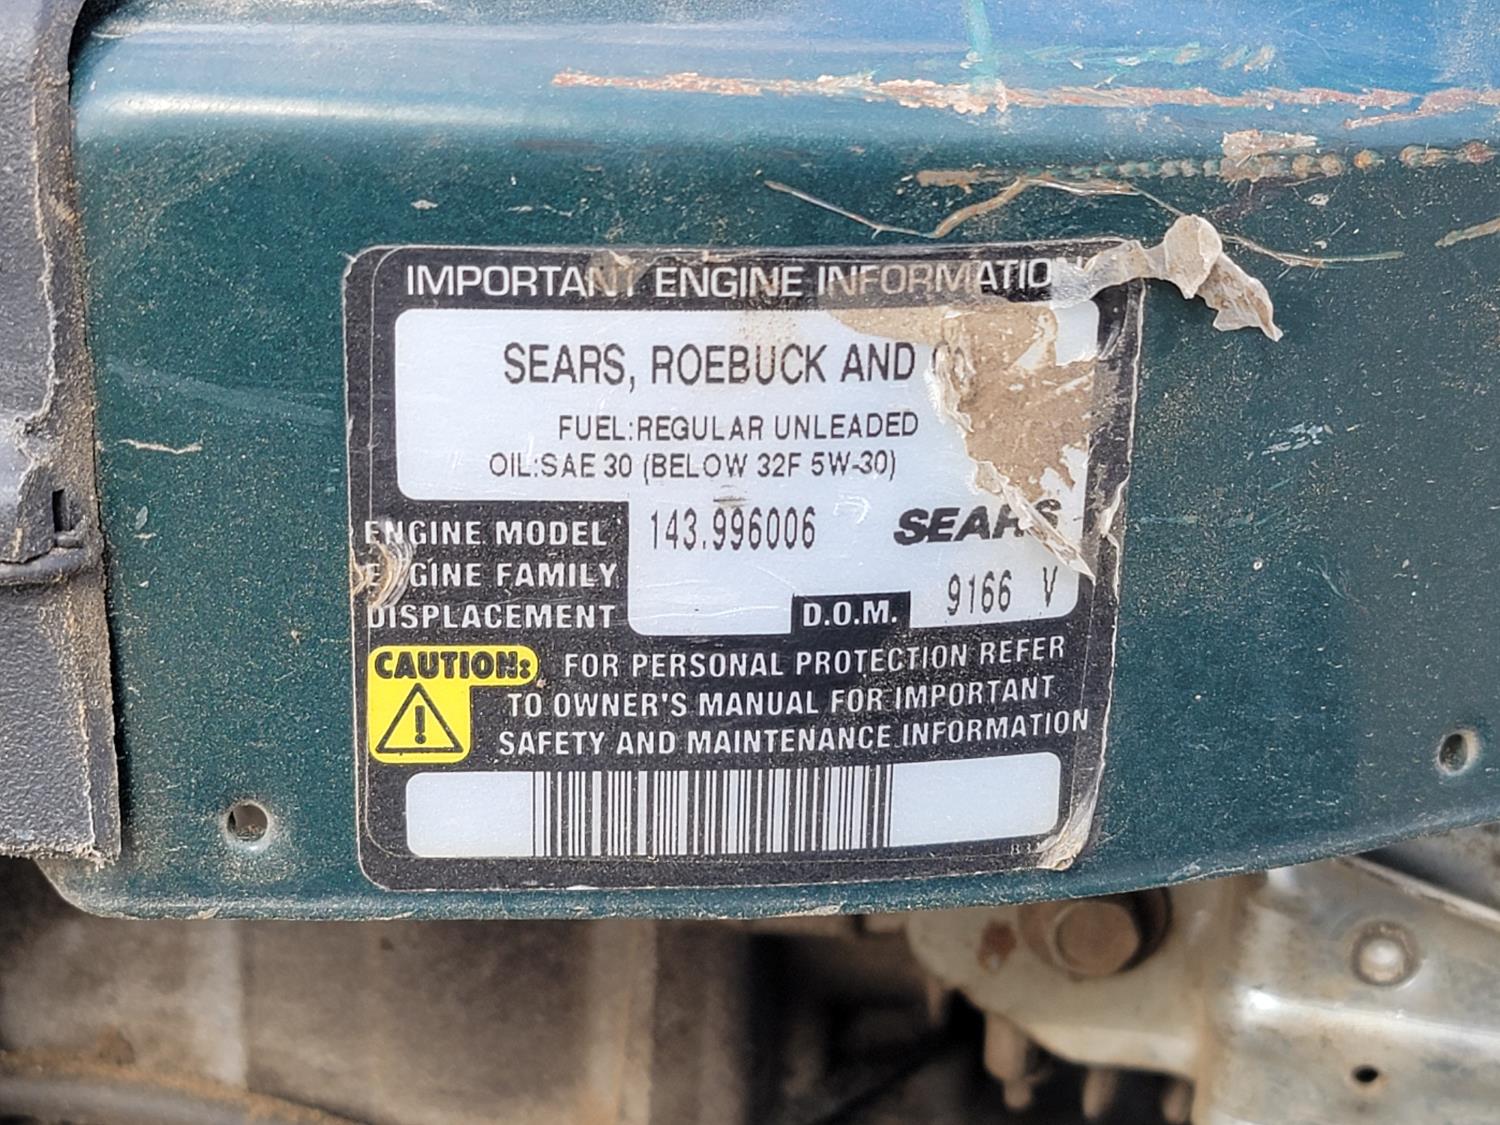 IMPORTANT ENGINE INFORMATION
SEARS, ROEBUCK AND
FUEL:REGULAR UNLEADED
OIL:SAE 30 (BELOW 32F 5W-30)
ENGINE MODEL 143.996006 SEARS
ENGINE FAMILY
DISPLACEMENT D.O.M. 9166 V
CAUTION: FOR PERSONAL PROTECTION REFER
TO OWNER'S MANUAL FOR IMPORTANT
! SAFETY AND MAINTENANCE INFORMATION